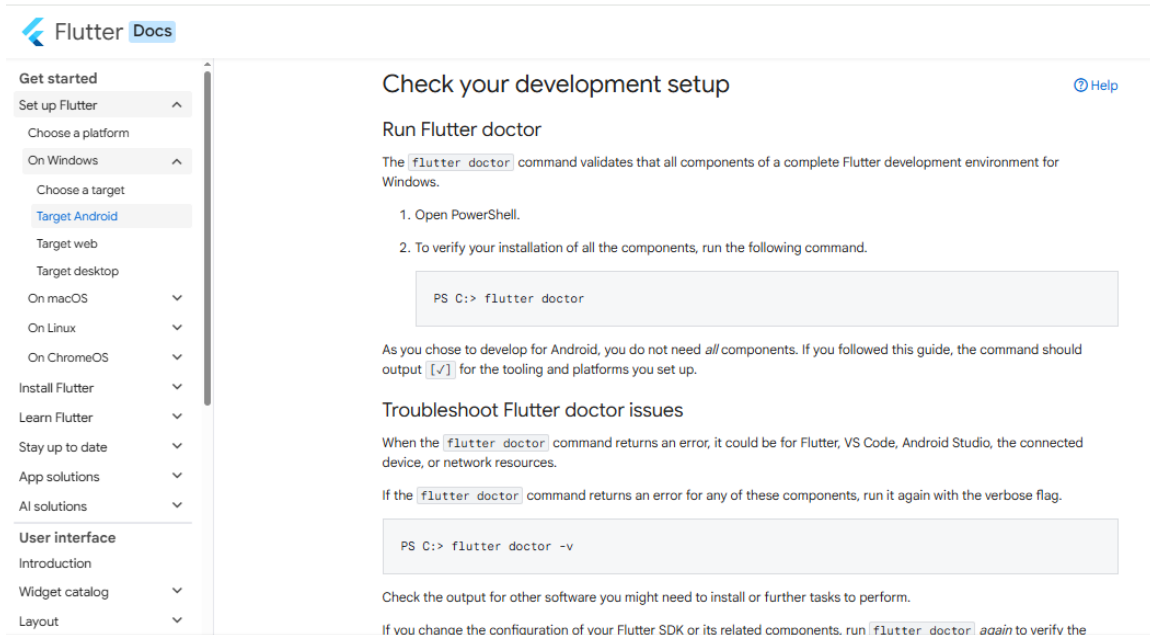 Flutter Docs
Get started
Set up Flutter
Choose a platform
On Windows
Choose a target
Target Android
Target web
Target desktop
On macOS
On Linux
On ChromeOS
Install Flutter
Learn Flutter
Stay up to date
App solutions
AI solutions
User interface
Introduction
Widget catalog
Layout
Check your development setup
Help
Run Flutter doctor
The flutter doctor command validates that all components of a complete Flutter development environment for
Windows.
1. Open PowerShell.
2. To verify your installation of all the components, run the following command.
PS C:> flutter doctor
As you chose to develop for Android, you do not need all components. If you followed this guide, the command should
output [✓] for the tooling and platforms you set up.
Troubleshoot Flutter doctor issues
When the flutter doctor command returns an error, it could be for Flutter, VS Code, Android Studio, the connected
device, or network resources.
If the flutter doctor command returns an error for any of these components, run it again with the verbose flag.
PS C:> flutter doctor -v
Check the output for other software you might need to install or further tasks to perform.
If you change the configuration of your Flutter SDK or its related components, run flutter doctor again to verify the